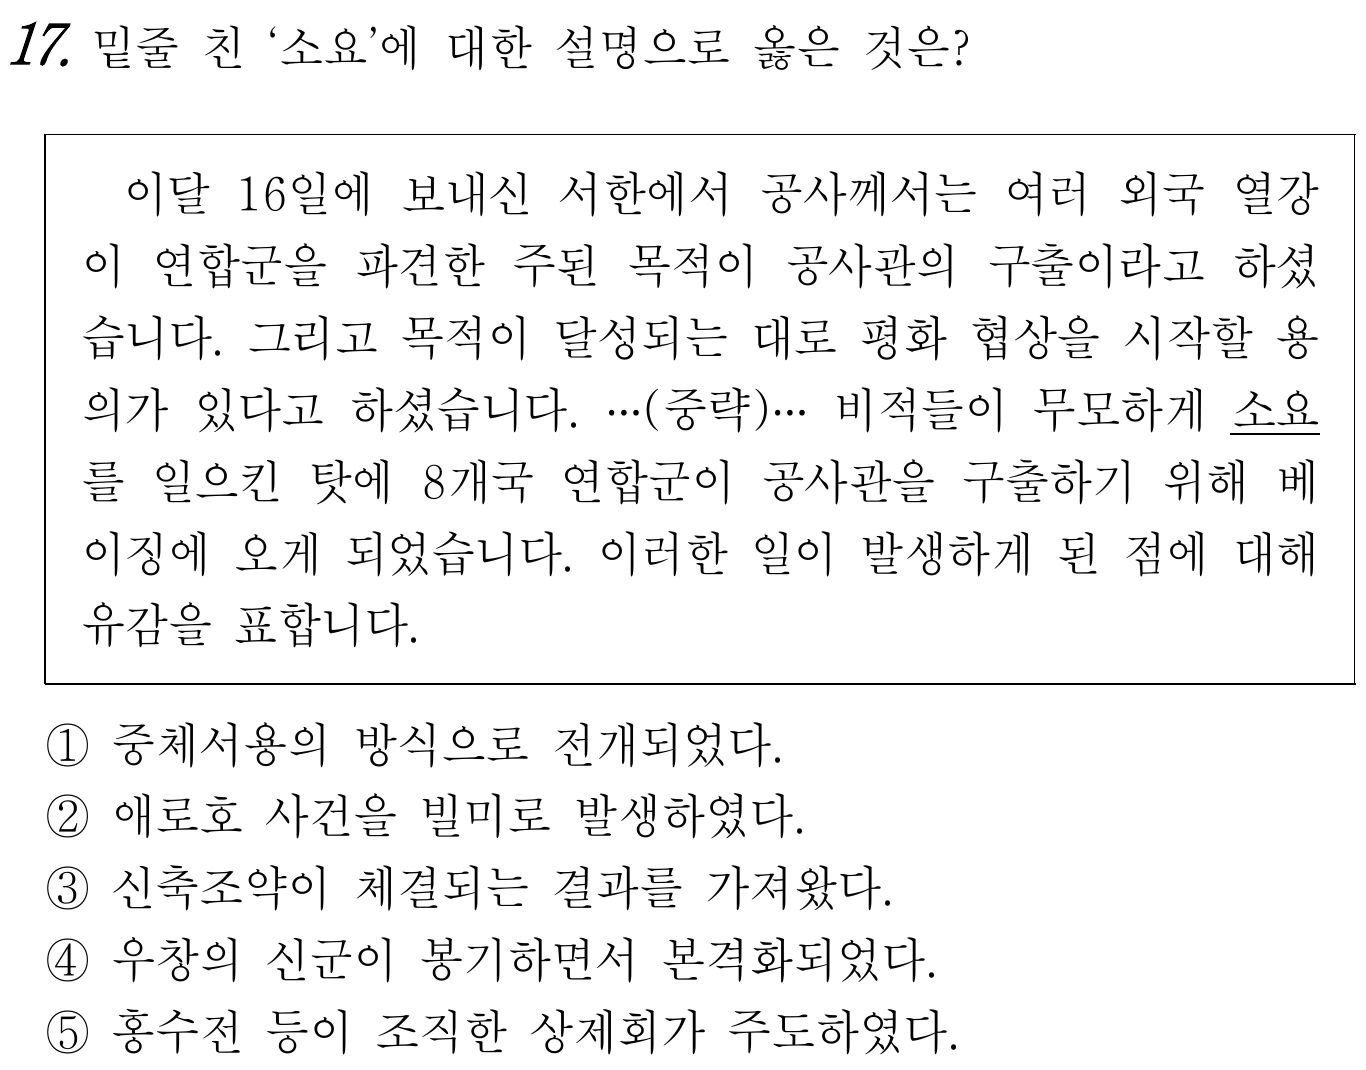 17. 밑줄 친 ‘소요’에 대한 설명으로 옳은 것은?
이달 16일에 보내신 서한에서 공사께서는 여러 외국 열강
이 연합군을 파견한 주된 목적이 공사관의 구출이라고 하셨
습니다. 그리고 목적이 달성되는 대로 평화 협상을 시작할 용
의가 있다고 하셨습니다. …(중략)… 비적들이 무모하게 소요
를 일으킨 탓에 8개국 연합군이 공사관을 구출하기 위해 베
이징에 오게 되었습니다. 이러한 일이 발생하게 된 점에 대해
유감을 표합니다.
① 중체서용의 방식으로 전개되었다.
② 애로호 사건을 빌미로 발생하였다.
③ 신축조약이 체결되는 결과를 가져왔다.
④ 우창의 신군이 봉기하면서 본격화되었다.
⑤ 홍수전 등이 조직한 상제회가 주도하였다.